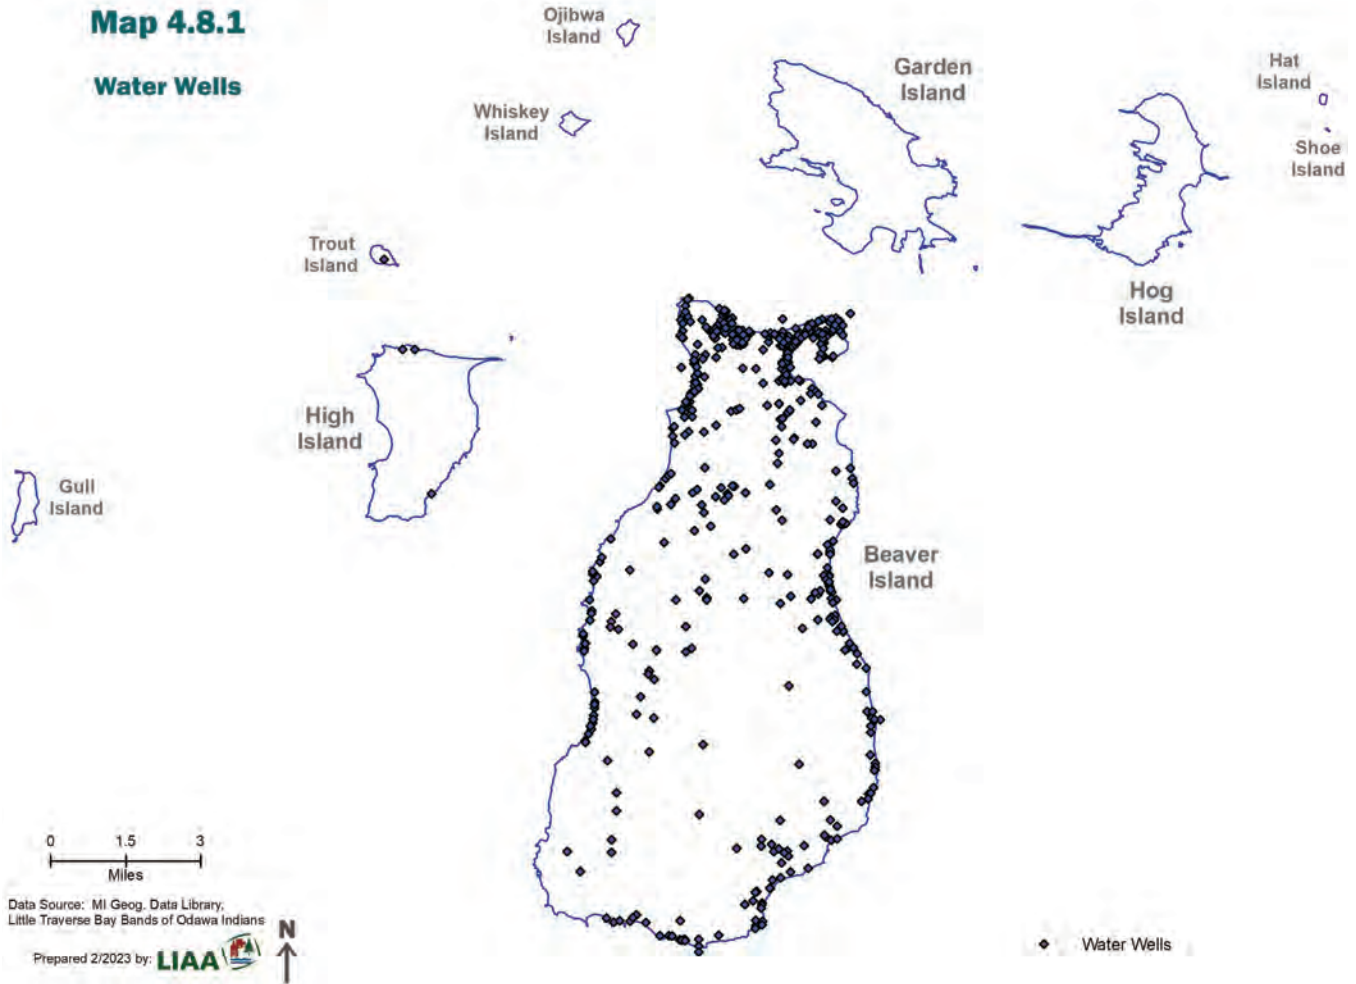 Map 4.8.1
Water Wells
Ojibwa
Island
Whiskey
Island
Garden
Island
Hat
Island
Shoe
Island
Trout
Island
Hog
Island
High
Island
Gull
Island
Beaver
Island
0 1.5 3
Miles
Data Source: MI Geog. Data Library,
Little Traverse Bay Bands of Odawa Indians
Prepared 2/2023 by: LIAA
N
Water Wells